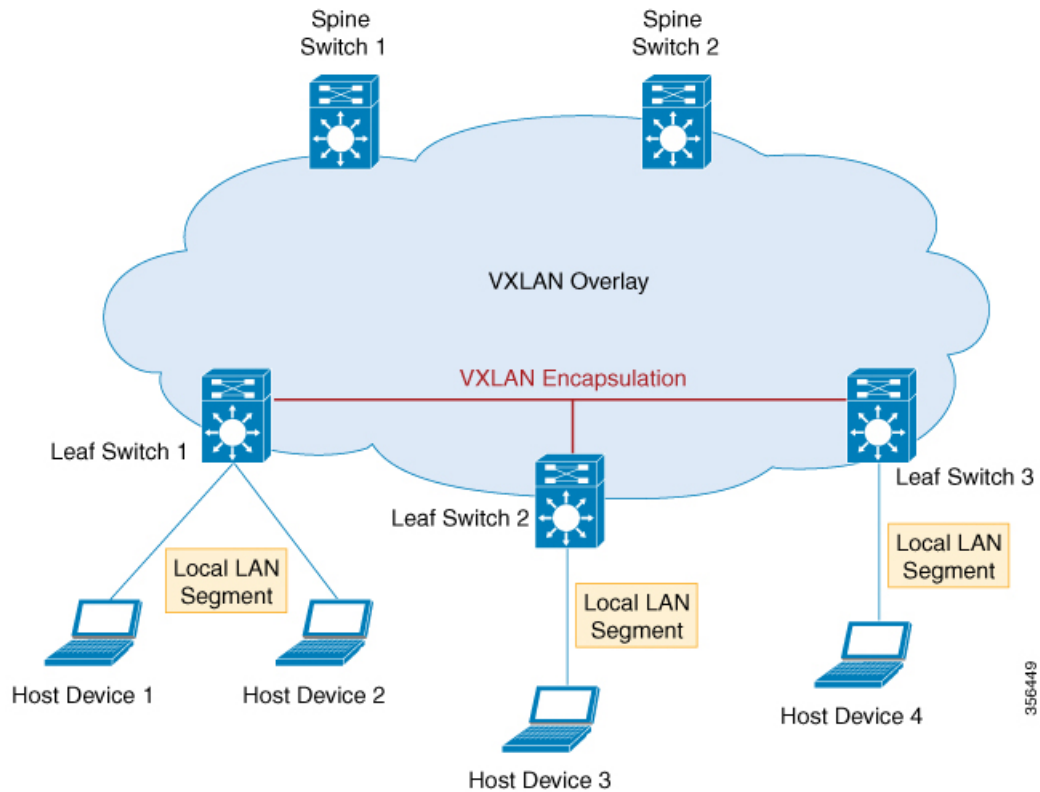 Spine
Switch 1
Spine
Switch 2
VXLAN Overlay
VXLAN Encapsulation
Leaf Switch 1
Leaf Switch 2
Leaf Switch 3
Local LAN
Segment
Local LAN
Segment
Local LAN
Segment
Host Device 1
Host Device 2
Host Device 3
Host Device 4
356449